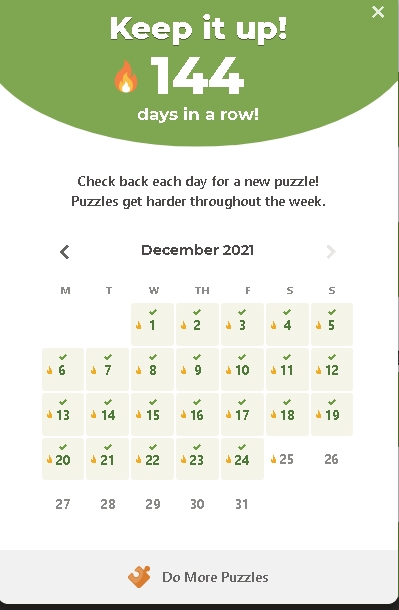 Keep it up!
144
days in a row!
Check back each day for a new puzzle!
Puzzles get harder throughout the week.
December 2021
M T W TH F S S
1 2 3 4 5
6 7 8 9 10 11 12
13 14 15 16 17 18 19
20 21 22 23 24 25 26
27 28 29 30 31
Do More Puzzles